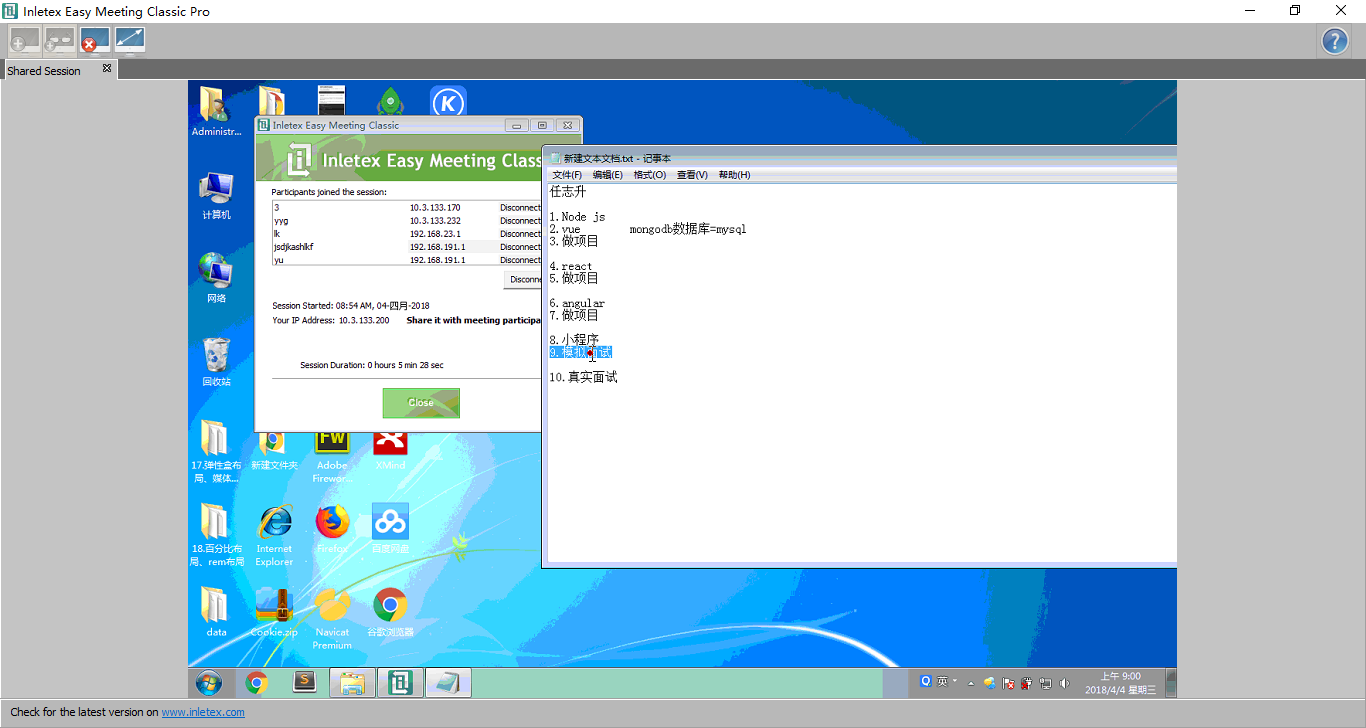 Inletex Easy Meeting Classic Pro
Shared Session
Administr...
计算机
网络
回收站
17.弹性盒布
局、媒体...
新建文件夹
Adobe
Firewor...
XMind
18.百分比布
局、rem布局
Internet
Explorer
Firefox
百度网盘
data
Cookie.zip
Navicat
Premium
谷歌浏览器
Inletex Easy Meeting Classic
Inletex Easy Meeting Class
Participants joined the session:
3 10.3.133.170 Disconnect
yyg 10.3.133.232 Disconnect
lk 192.168.23.1 Disconnect
jsdjkashlkf 192.168.191.1 Disconnect
yu 192.168.191.1 Disconnect
Disconne
Session Started: 08:54 AM, 04-四月-2018
Your IP Address: 10.3.133.200 Share it with meeting participa
Session Duration: 0 hours 5 min 28 sec
Close
新建文本文档.txt - 记事本
文件(F) 编辑(E) 格式(O) 查看(V) 帮助(H)
任志升
1.Node js
2.vue mongodb数据库=mysql
3.做项目
4.react
5.做项目
6.angular
7.做项目
8.小程序
9.模拟面试
10.真实面试
英
上午 9:00
2018/4/4 星期三
Check for the latest version on www.inletex.com